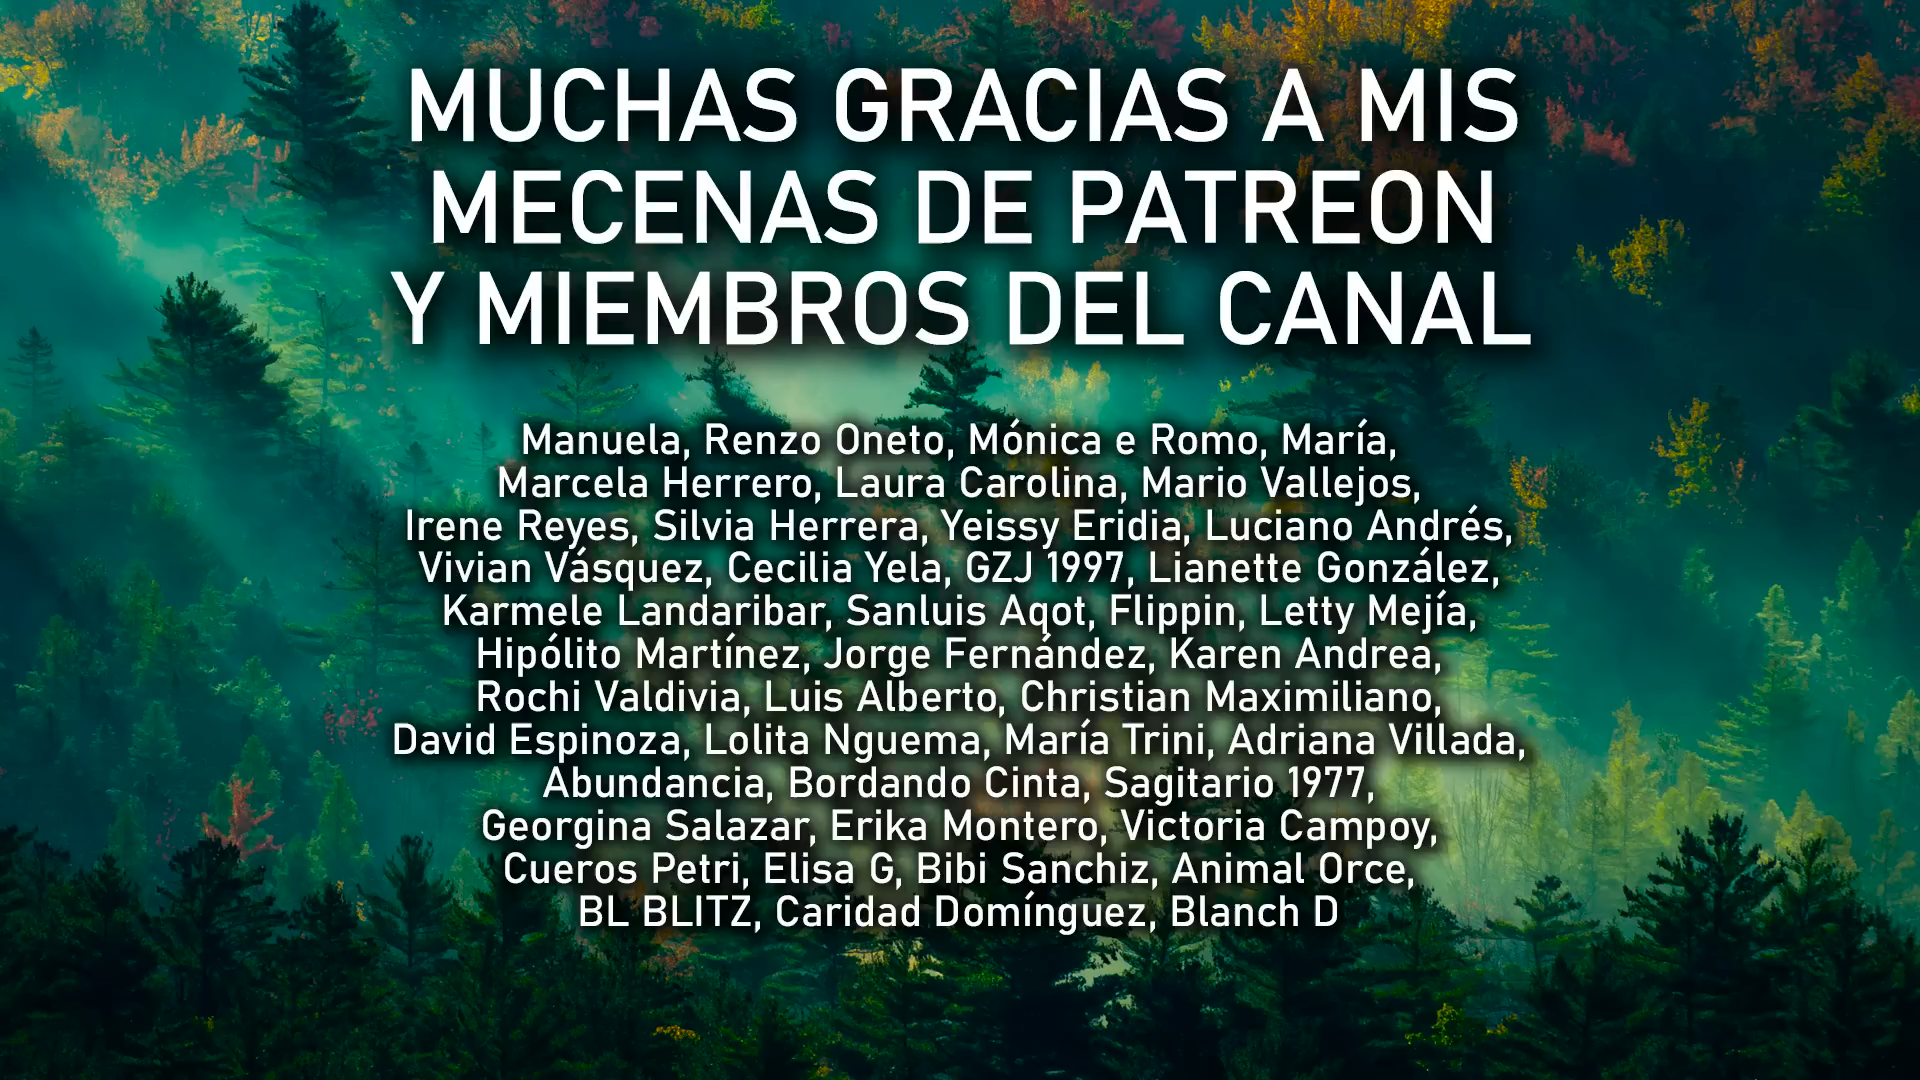 MUCHAS GRACIAS A MIS
MECENAS DE PATREON
Y MIEMBROS DEL CANAL
Manuela, Renzo Oneto, Mónica e Romo, María,
Marcela Herrero, Laura Carolina, Mario Vallejos,
Irene Reyes, Silvia Herrera, Yeissy Eridia, Luciano Andrés,
Vivian Vásquez, Cecilia Yela, GZJ 1997, Lianette González,
Karmele Landaribar, Sanluis Aqot, Flippin, Letty Mejía,
Hipólito Martínez, Jorge Fernández, Karen Andrea,
Rochi Valdivia, Luis Alberto, Christian Maximiliano,
David Espinoza, Lolita Nguema, María Trini, Adriana Villada,
Abundancia, Bordando Cinta, Sagitario 1977,
Georgina Salazar, Erika Montero, Victoria Campoy,
Cueros Petri, Elisa G, Bibi Sanchiz, Animal Orce,
BL BLITZ, Caridad Domínguez, Blanch D